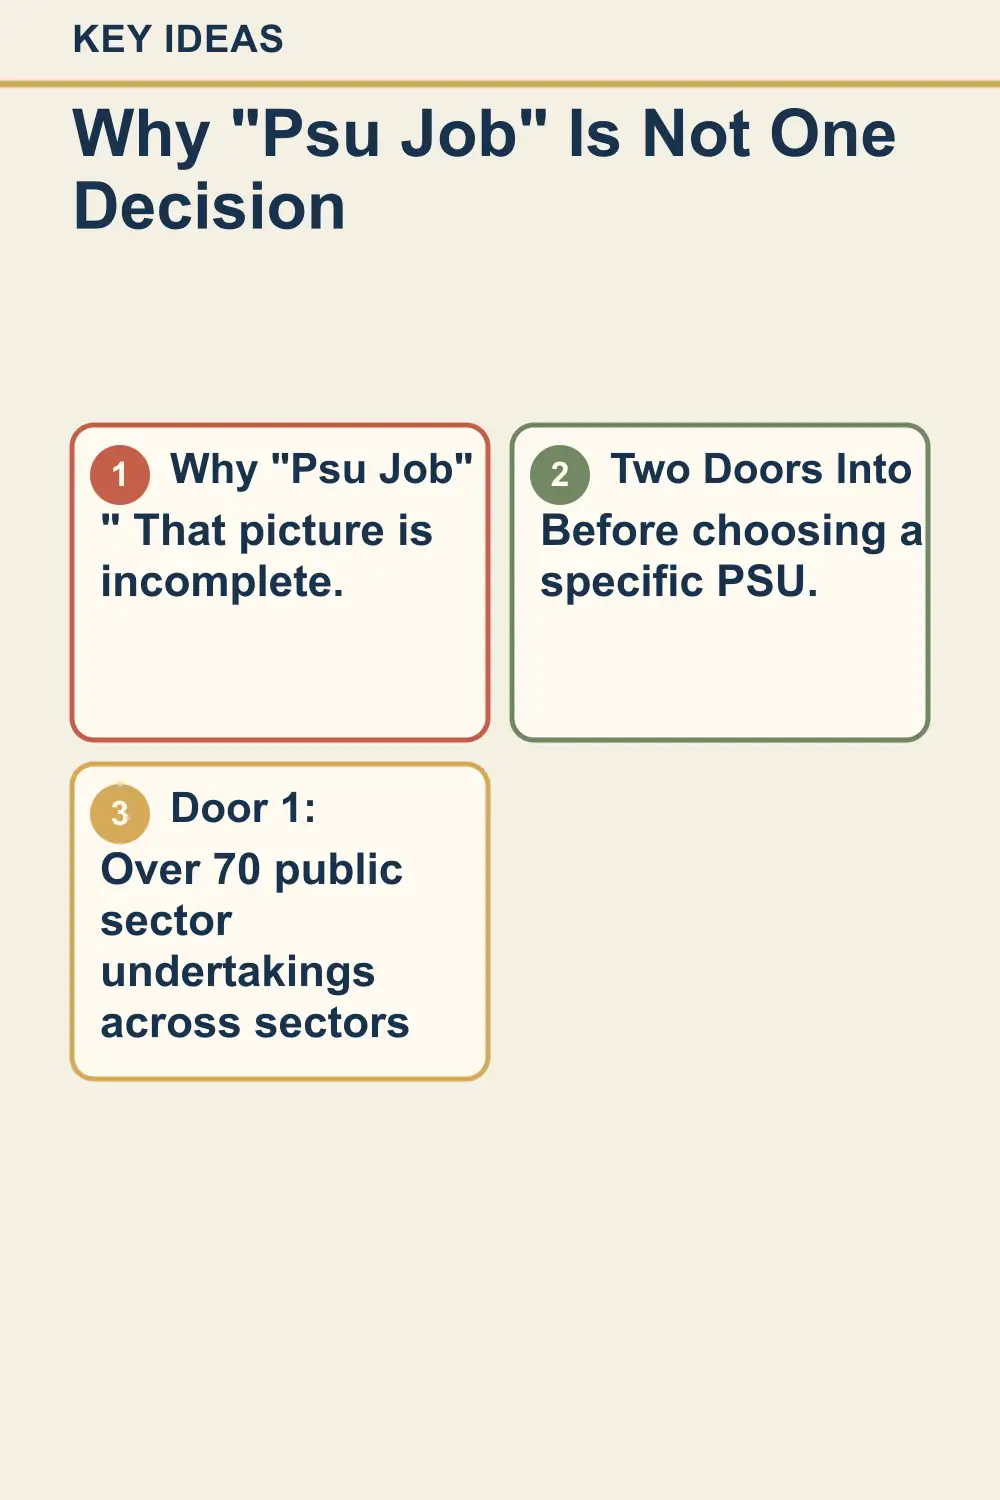 KEY IDEAS
Why "Psu Job" Is Not One
Decision
1 Why "Psu Job"
" That picture is
incomplete.
2 Two Doors Into
Before choosing a
specific PSU.
3 Door 1:
Over 70 public
sector
undertakings
across sectors